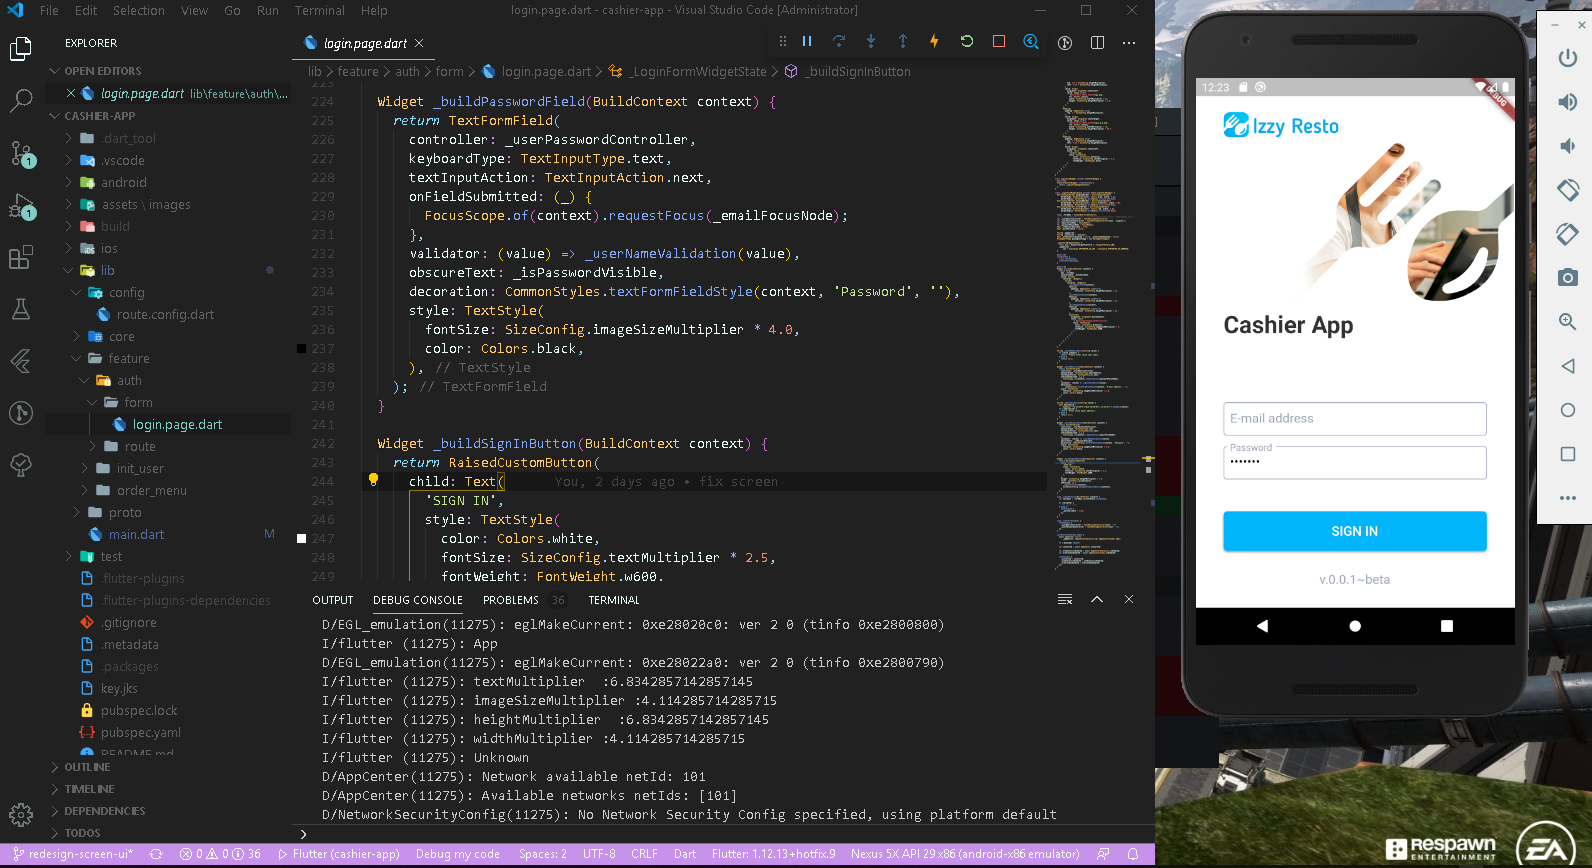 File Edit Selection View Go Run Terminal Help
login.page.dart - cashier-app - Visual Studio Code [Administrator]
EXPLORER
OPEN EDITORS
login.page.dart lib\feature\auth\...
CASHIER-APP
.dart_tool
.vscode
android
assets \ images
build
ios
lib
config
route.config.dart
core
feature
auth
form
login.page.dart
route
init_user
order_menu
proto
main.dart M
test
.flutter-plugins
.flutter-plugins-dependencies
.gitignore
.metadata
.packages
key.jks
pubspec.lock
pubspec.yaml
README.md
OUTLINE
TIMELINE
DEPENDENCIES
TODOS
1
1
login.page.dart
lib > feature > auth > form > login.page.dart > _LoginFormWidgetState > _buildSignInButton
223
224 Widget _buildPasswordField(BuildContext context) {
225 return TextFormField(
226 controller: _userPasswordController,
227 keyboardType: TextInputType.text,
228 textInputAction: TextInputAction.next,
229 onFieldSubmitted: (_) {
230 FocusScope.of(context).requestFocus(_emailFocusNode);
231 },
232 validator: (value) => _userNameValidation(value),
233 obscureText: _isPasswordVisible,
234 decoration: CommonStyles.textFormFieldStyle(context, 'Password', ''),
235 style: TextStyle(
236 fontSize: SizeConfig.imageSizeMultiplier * 4.0,
237 color: Colors.black,
238 ), // TextStyle
239 ); // TextFormField
240 }
241
242 Widget _buildSignInButton(BuildContext context) {
243 return RaisedCustomButton(
244 child: Text( You, 2 days ago • fix screen
245 'SIGN IN',
246 style: TextStyle(
247 color: Colors.white,
248 fontSize: SizeConfig.textMultiplier * 2.5,
249 fontWeight: FontWeight.w600,
OUTPUT DEBUG CONSOLE PROBLEMS 36 TERMINAL
D/EGL_emulation(11275): eglMakeCurrent: 0xe28020c0: ver 2 0 (tinfo 0xe2800800)
I/flutter (11275): App
D/EGL_emulation(11275): eglMakeCurrent: 0xe28022a0: ver 2 0 (tinfo 0xe2800790)
I/flutter (11275): textMultiplier :6.8342857142857145
I/flutter (11275): imageSizeMultiplier :4.114285714285715
I/flutter (11275): heightMultiplier :6.8342857142857145
I/flutter (11275): widthMultiplier :4.114285714285715
I/flutter (11275): Unknown
D/AppCenter(11275): Network available netId: 101
D/AppCenter(11275): Available networks netIds: [101]
D/NetworkSecurityConfig(11275): No Network Security Config specified, using platform default
>
redesign-screen-ui* 0 0 36 Flutter (cashier-app) Debug my code Spaces: 2 UTF-8 CRLF Dart Flutter: 1.12.13+hotfix.9 Nexus 5X API 29 x86 (android-x86 emulator)
12:23
DEBUG
Izzy Resto
Cashier App
E-mail address
Password
•••••••
SIGN IN
v.0.0.1~beta
RESPAWN
ENTERTAINMENT
EA